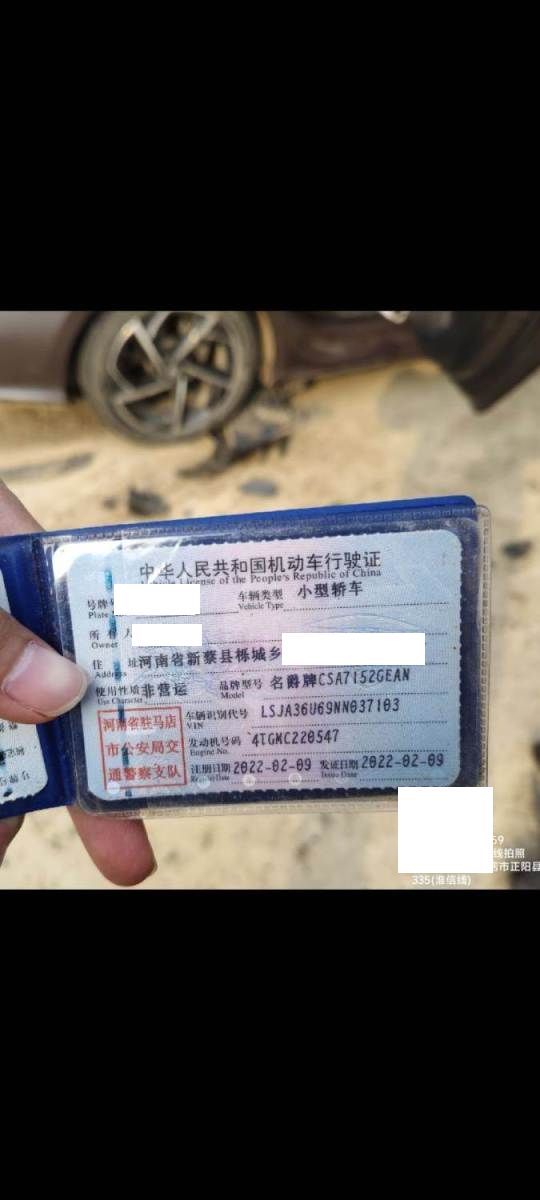 中华人民共和国机动车行驶证
License of the People's Republic of China
号牌
Plate
车辆类型 小型轿车
Vehicle Type
所有人
Owner
住 址 河南省新蔡县栎城乡
Address
使用性质 非营运
Use Character
品牌型号 名爵牌CSA7152GEAN
Model
河南省驻马店
市公安局交
通警察支队
车辆识别代号 LSJA36U69NN037103
VIN
发动机号码 4TGMC220547
Engine No.
注册日期 2022-02-09 发证日期 2022-02-09
Issue Date
59
线拍照
市正阳县
335(淮信线)